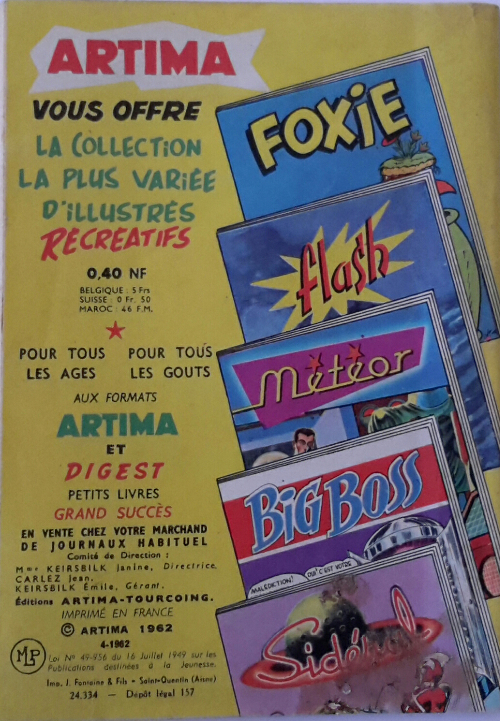 ARTIMA
VOUS OFFRE
LA COLLECTION
LA PLUS VARIÉE
D'ILLUSTRÉS
RÉCRÉATIFS
0,40 NF
BELGIQUE : 5 Frs
SUISSE : 0 Fr. 50
MAROC : 46 F.M.
POUR TOUS POUR TOUS
LES AGES LES GOUTS
AUX FORMATS
ARTIMA
ET
DIGEST
PETITS LIVRES
GRAND SUCCÈS
EN VENTE CHEZ VOTRE MARCHAND
DE JOURNAUX HABITUEL
Comité de Direction :
Mme KEIRSBILK Janine, Directrice,
CARLEZ Jean,
KEIRSBILK Émile, Gérant.
Éditions ARTIMA-TOURCOING.
IMPRIMÉ EN FRANCE
© ARTIMA 1962
4-1962
MLP
Loi N° 49-956 du 16 Juillet 1949 sur les
Publications destinées à la Jeunesse.
Imp. J. Fontaine & Fils - Saint-Quentin (Aisne)
24.334 — Dépôt légal 157
FOXIE
flash
Météor
BIG BOSS
MALÉDICTION!
OUI C'EST VOTRE
Sidéral